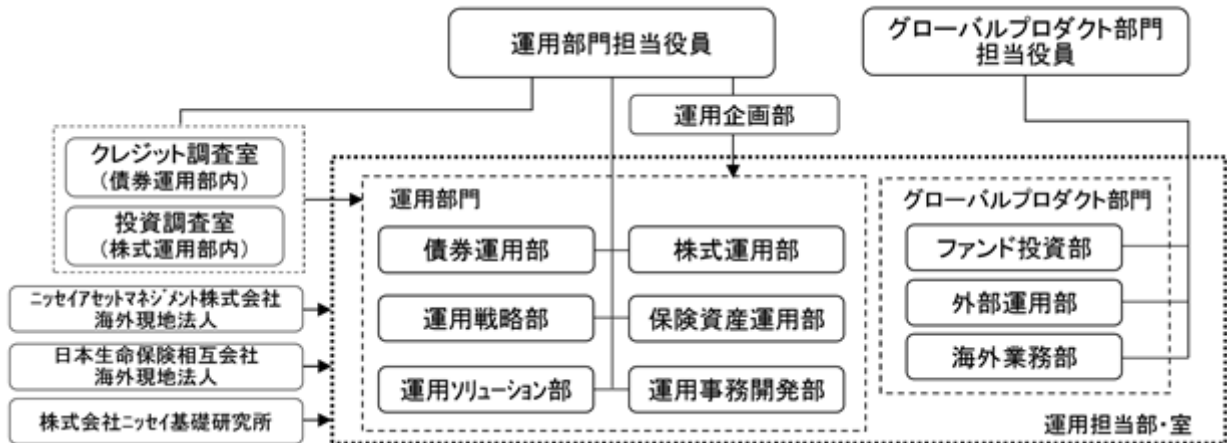 運用部門担当役員
グローバルプロダクト部門
担当役員
運用企画部
クレジット調査室
（債券運用部内）
投資調査室
（株式運用部内）
運用部門
債券運用部
株式運用部
運用戦略部
保険資産運用部
運用ソリューション部
運用事務開発部
グローバルプロダクト部門
ファンド投資部
外部運用部
海外業務部
ニッセイアセットマネジメント株式会社
海外現地法人
日本生命保険相互会社
海外現地法人
株式会社ニッセイ基礎研究所
運用担当部・室